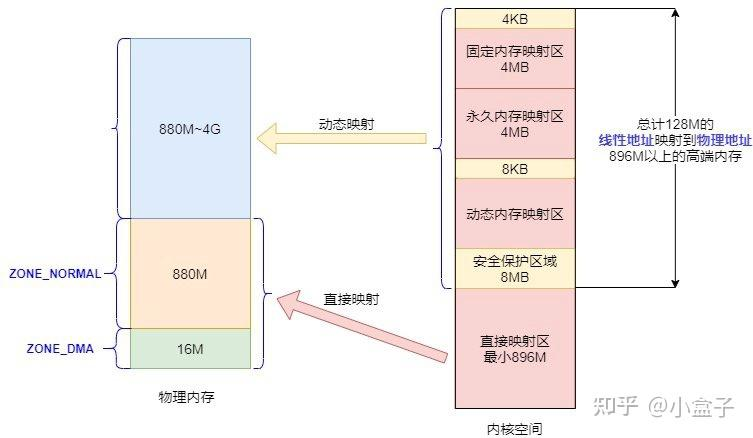 880M~4G
880M
16M
ZONE_NORMAL
ZONE_DMA
物理内存
动态映射
直接映射
4KB
固定内存映射区
4MB
永久内存映射区
4MB
8KB
动态内存映射区
安全保护区域
8MB
直接映射区
最小896M
内核空间
总计128M的
线性地址映射到物理地址
896M以上的高端内存
知乎 @小盒子